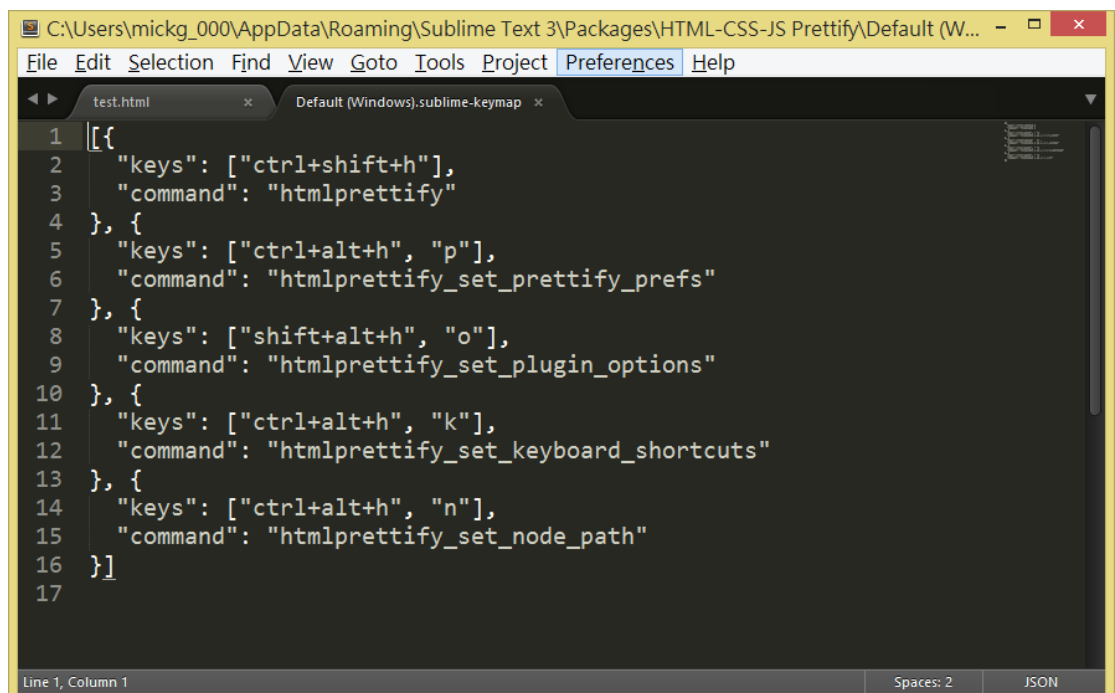 C:\Users\mickg_000\AppData\Roaming\Sublime Text 3\Packages\HTML-CSS-JS Prettify\Default (W...
File Edit Selection Find View Goto Tools Project Preferences Help
test.html × Default (Windows).sublime-keymap ×
1 [{
2 "keys": ["ctrl+shift+h"],
3 "command": "htmlprettify"
4 }, {
5 "keys": ["ctrl+alt+h", "p"],
6 "command": "htmlprettify_set_prettify_prefs"
7 }, {
8 "keys": ["shift+alt+h", "o"],
9 "command": "htmlprettify_set_plugin_options"
10 }, {
11 "keys": ["ctrl+alt+h", "k"],
12 "command": "htmlprettify_set_keyboard_shortcuts"
13 }, {
14 "keys": ["ctrl+alt+h", "n"],
15 "command": "htmlprettify_set_node_path"
16 }]
17
Line 1, Column 1 Spaces: 2 JSON